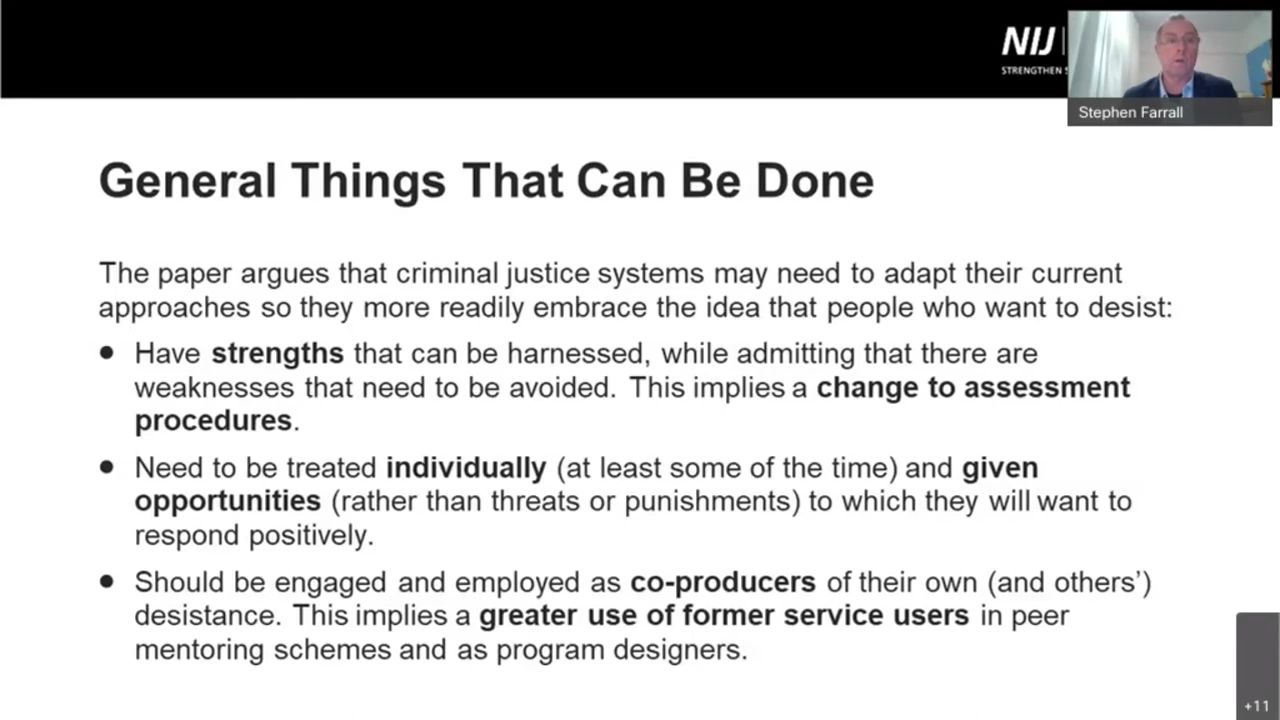 NIJ
STRENGTHEN
Stephen Farrall
General Things That Can Be Done
The paper argues that criminal justice systems may need to adapt their current
approaches so they more readily embrace the idea that people who want to desist:
• Have strengths that can be harnessed, while admitting that there are
weaknesses that need to be avoided. This implies a change to assessment
procedures.
• Need to be treated individually (at least some of the time) and given
opportunities (rather than threats or punishments) to which they will want to
respond positively.
• Should be engaged and employed as co-producers of their own (and others’)
desistance. This implies a greater use of former service users in peer
mentoring schemes and as program designers.
+11